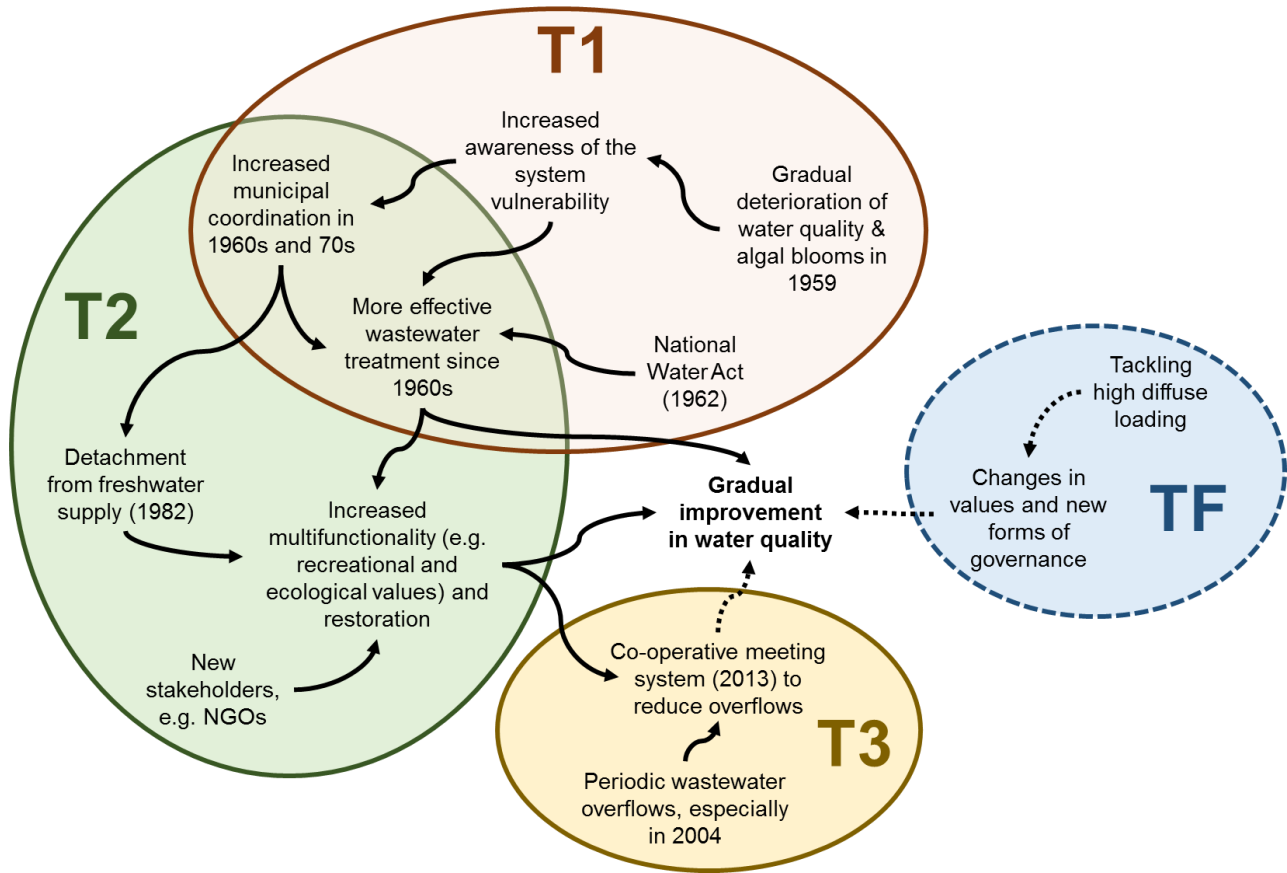 T1
Increased
awareness of the
system
vulnerability
Gradual
deterioration of
water quality &
algal blooms in
1959
Increased
municipal
coordination in
1960s and 70s
T2
More effective
wastewater
treatment since
1960s
National
Water Act
(1962)
Detachment
from freshwater
supply (1982)
Increased
multifunctionality (e.g.
recreational and
ecological values) and
restoration
New
stakeholders,
e.g. NGOs
Gradual
improvement
in water quality
Tackling
high diffuse
loading
Changes in
values and new
forms of
governance
TF
Co-operative meeting
system (2013) to
reduce overflows
T3
Periodic wastewater
overflows, especially
in 2004